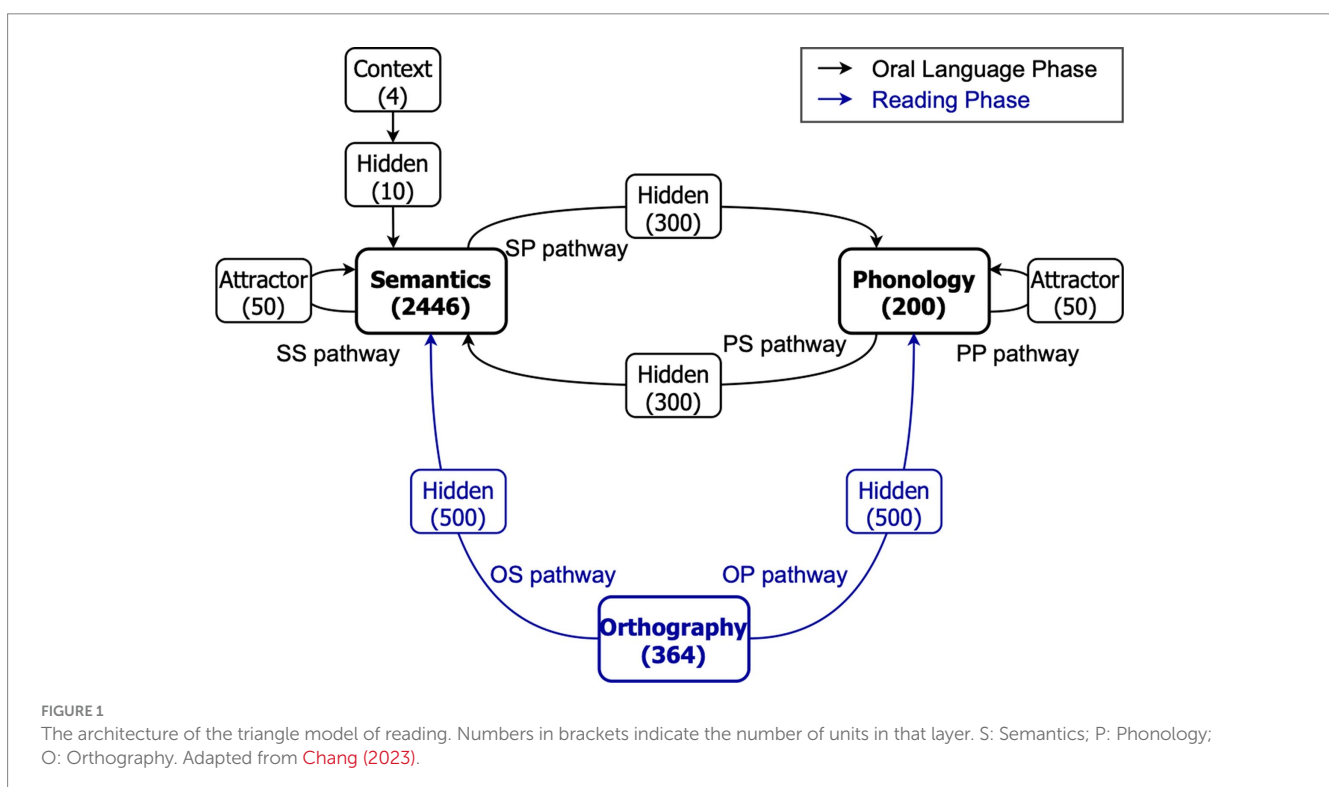 Context
(4)
Oral Language Phase
Reading Phase
Hidden
(10)
Hidden
(300)
SP pathway
Attractor
(50)
Semantics
(2446)
Phonology
(200)
Attractor
(50)
SS pathway
PS pathway
PP pathway
Hidden
(300)
Hidden
(500)
Hidden
(500)
OS pathway
OP pathway
Orthography
(364)
FIGURE 1
The architecture of the triangle model of reading. Numbers in brackets indicate the number of units in that layer. S: Semantics; P: Phonology;
O: Orthography. Adapted from Chang (2023).